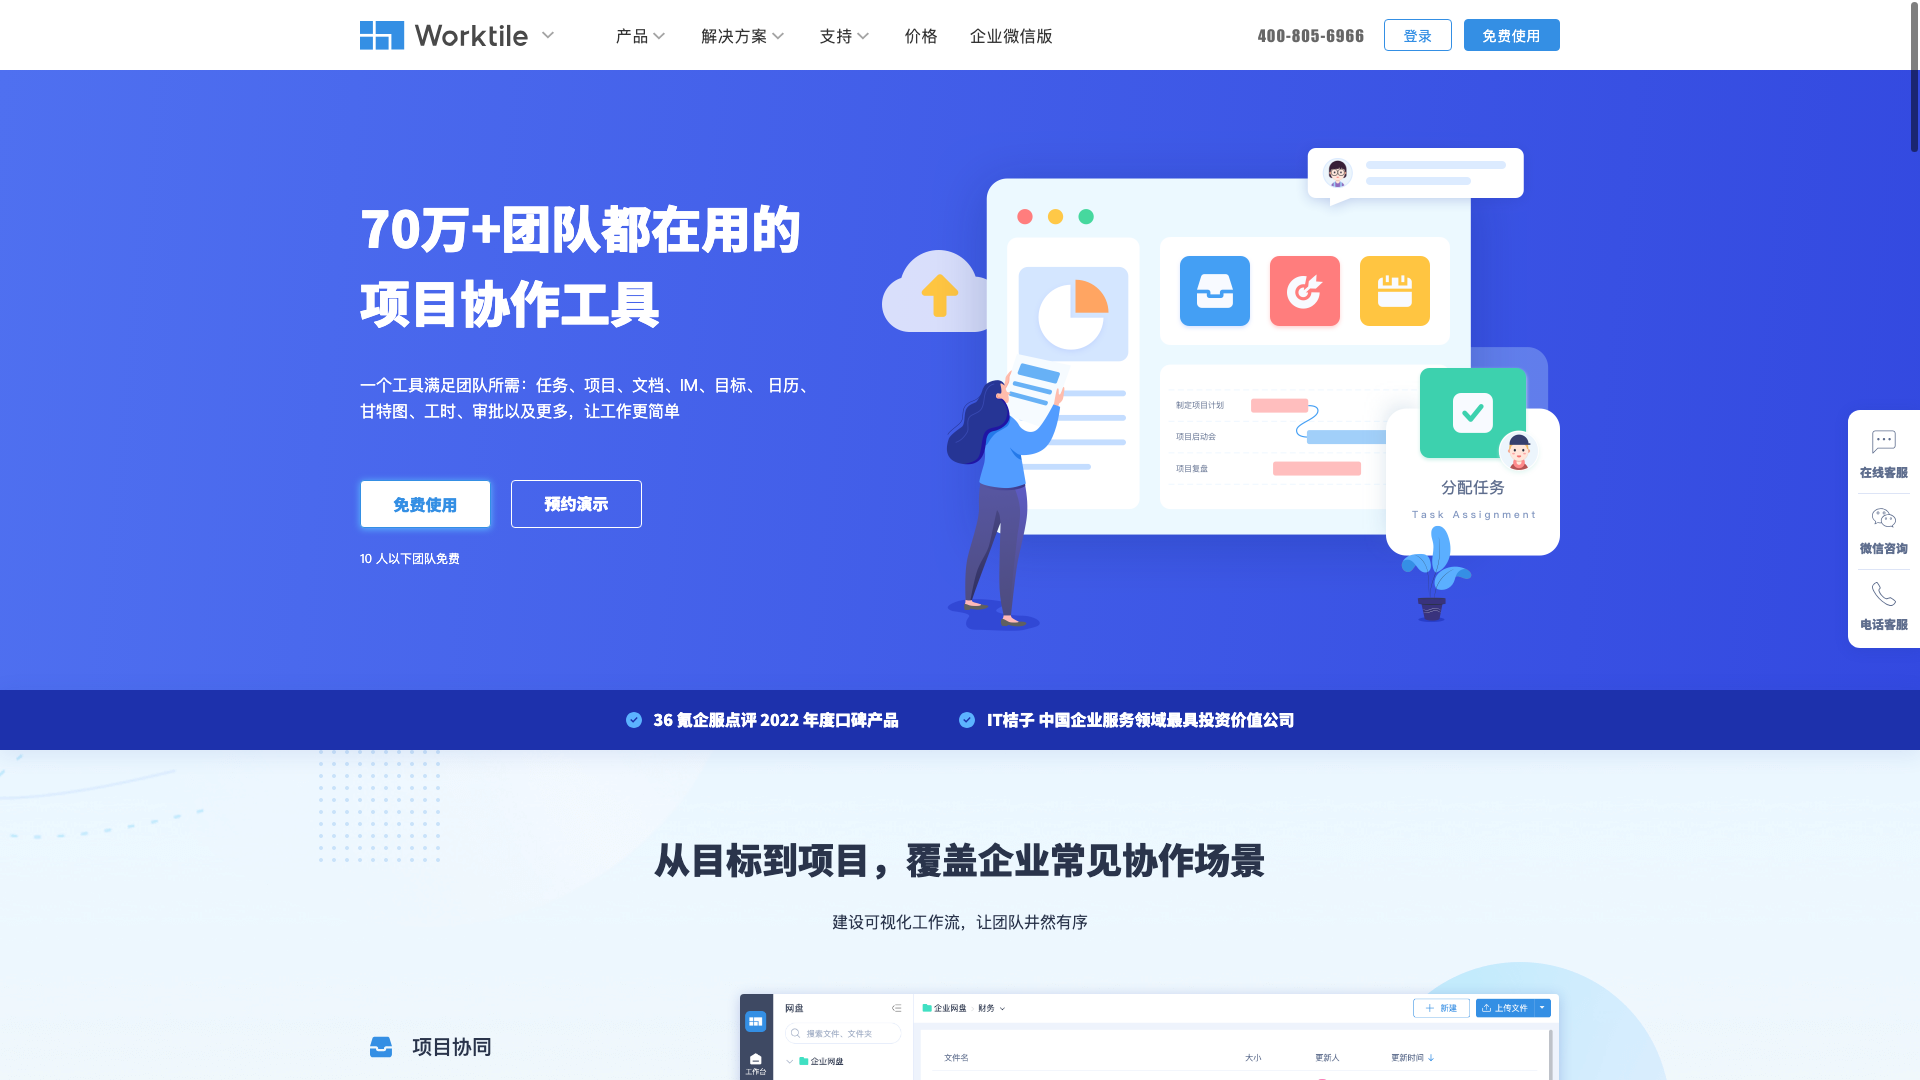 Worktile
产品
解决方案
支持
价格
企业微信版
400-805-6966
登录
免费使用
70万+团队都在用的
项目协作工具
一个工具满足团队所需：任务、项目、文档、IM、目标、 日历、
甘特图、工时、审批以及更多，让工作更简单
免费使用
预约演示
10 人以下团队免费
制定项目计划
项目启动会
项目复盘
分配任务
Task Assignment
在线客服
微信咨询
电话客服
36 氪企服点评 2022 年度口碑产品
IT桔子 中国企业服务领域最具投资价值公司
从目标到项目，覆盖企业常见协作场景
建设可视化工作流，让团队井然有序
项目协同
网盘
企业网盘
财务
新建
上传文件
搜索文件、文件夹
工作台
企业网盘
文件名
大小
更新人
更新时间